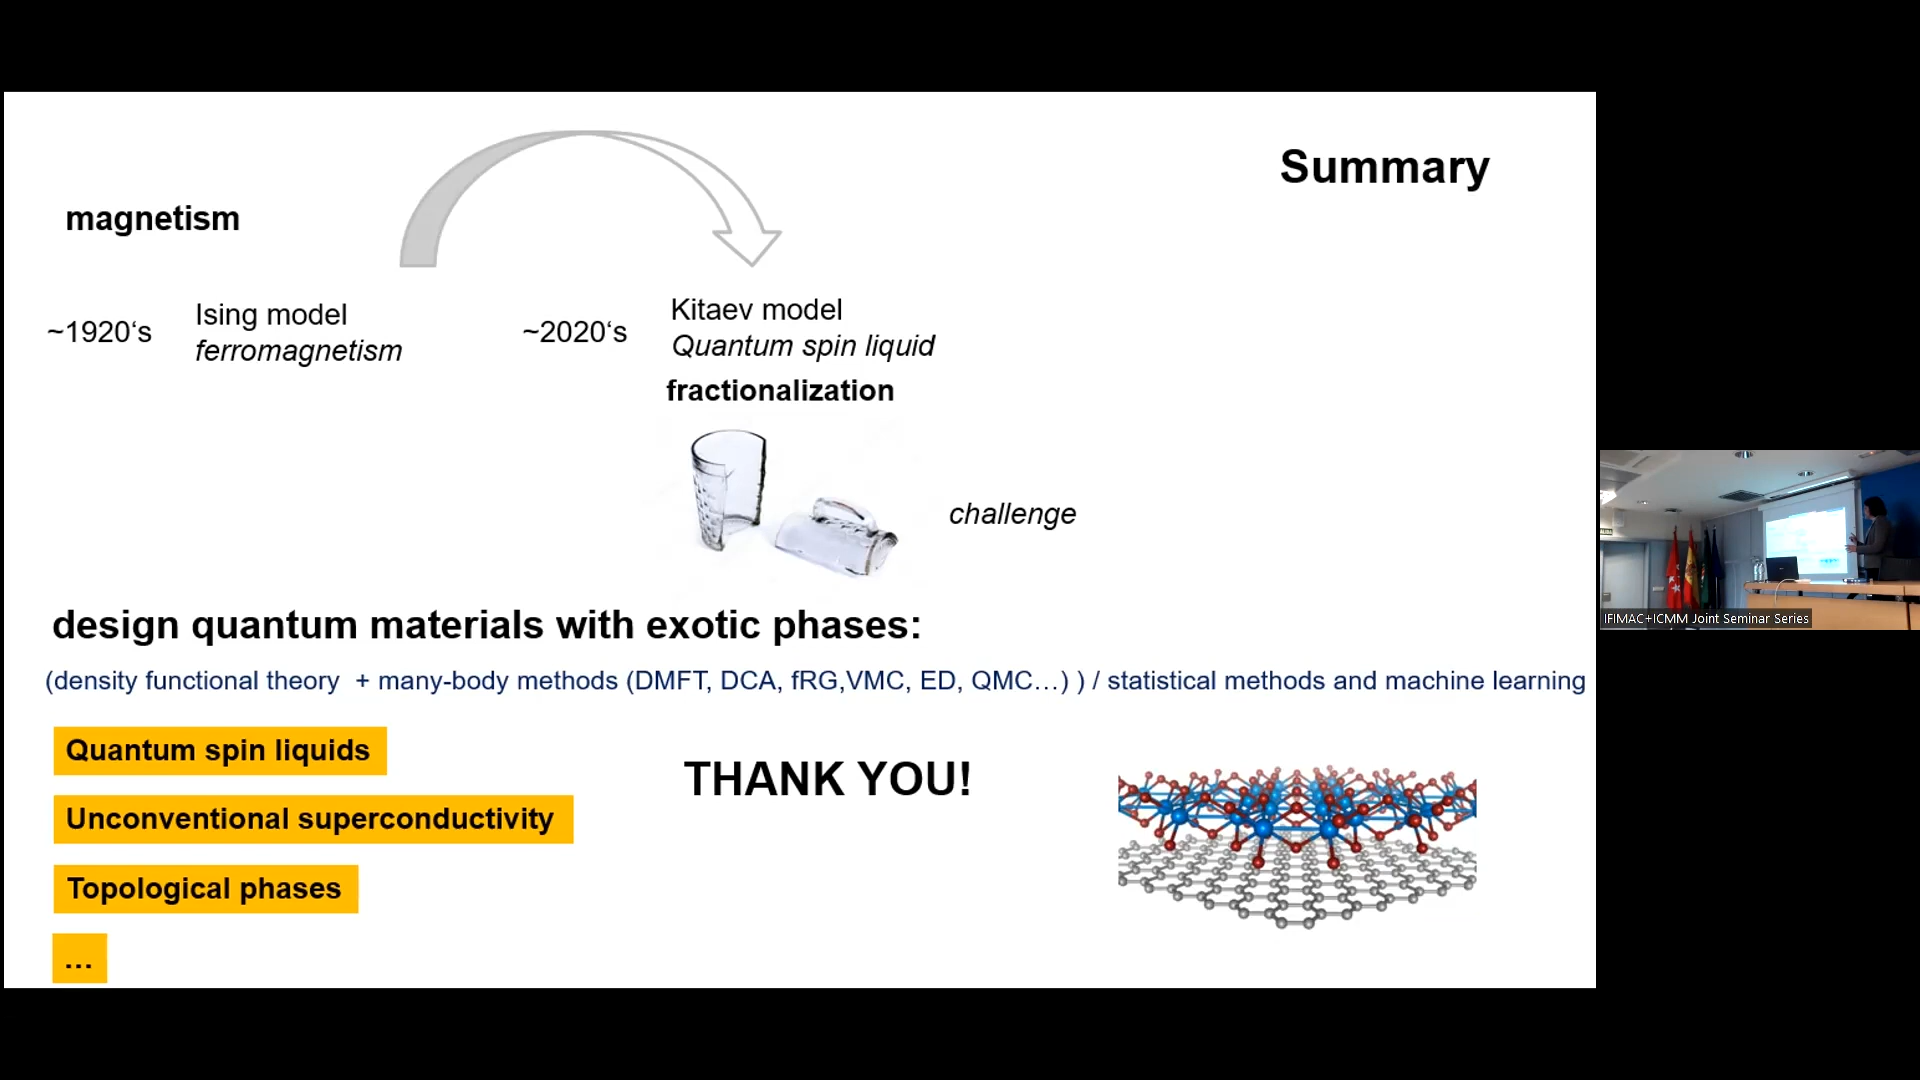 Summary
magnetism
~1920‘s
Ising model
ferromagnetism
~2020‘s
Kitaev model
Quantum spin liquid
fractionalization
challenge
design quantum materials with exotic phases:
(density functional theory + many-body methods (DMFT, DCA, fRG,VMC, ED, QMC…) ) / statistical methods and machine learning
Quantum spin liquids
Unconventional superconductivity
Topological phases
...
THANK YOU!
IFIMAC+ICMM Joint Seminar Series